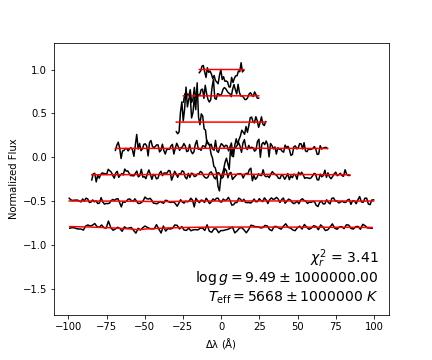 1.0
0.5
0.0
−0.5
−1.0
−1.5
Normalized Flux
χ²ᵣ = 3.41
log g = 9.49 ± 1000000.00
T_eff = 5668 ± 1000000 K
−100 −75 −50 −25 0 25 50 75 100
Δλ (Å)